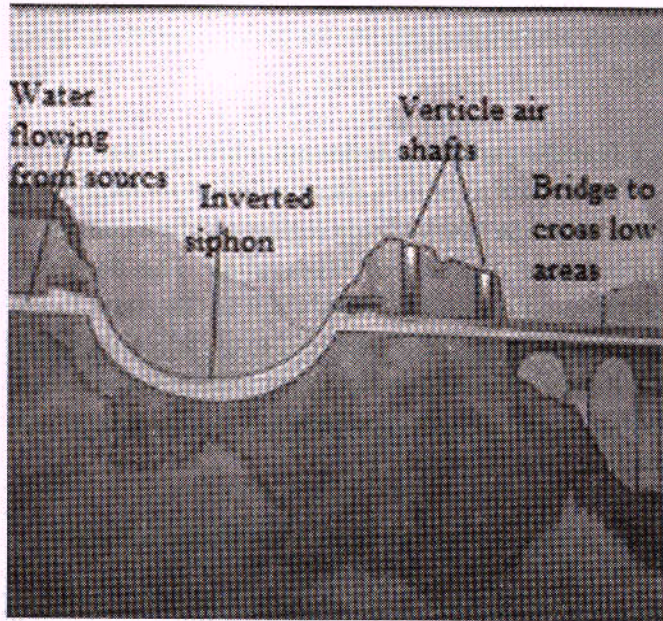 Water
flowing
from sourcs
Inverted
siphon
Verticle air
shafts
Bridge to
cross low
areas